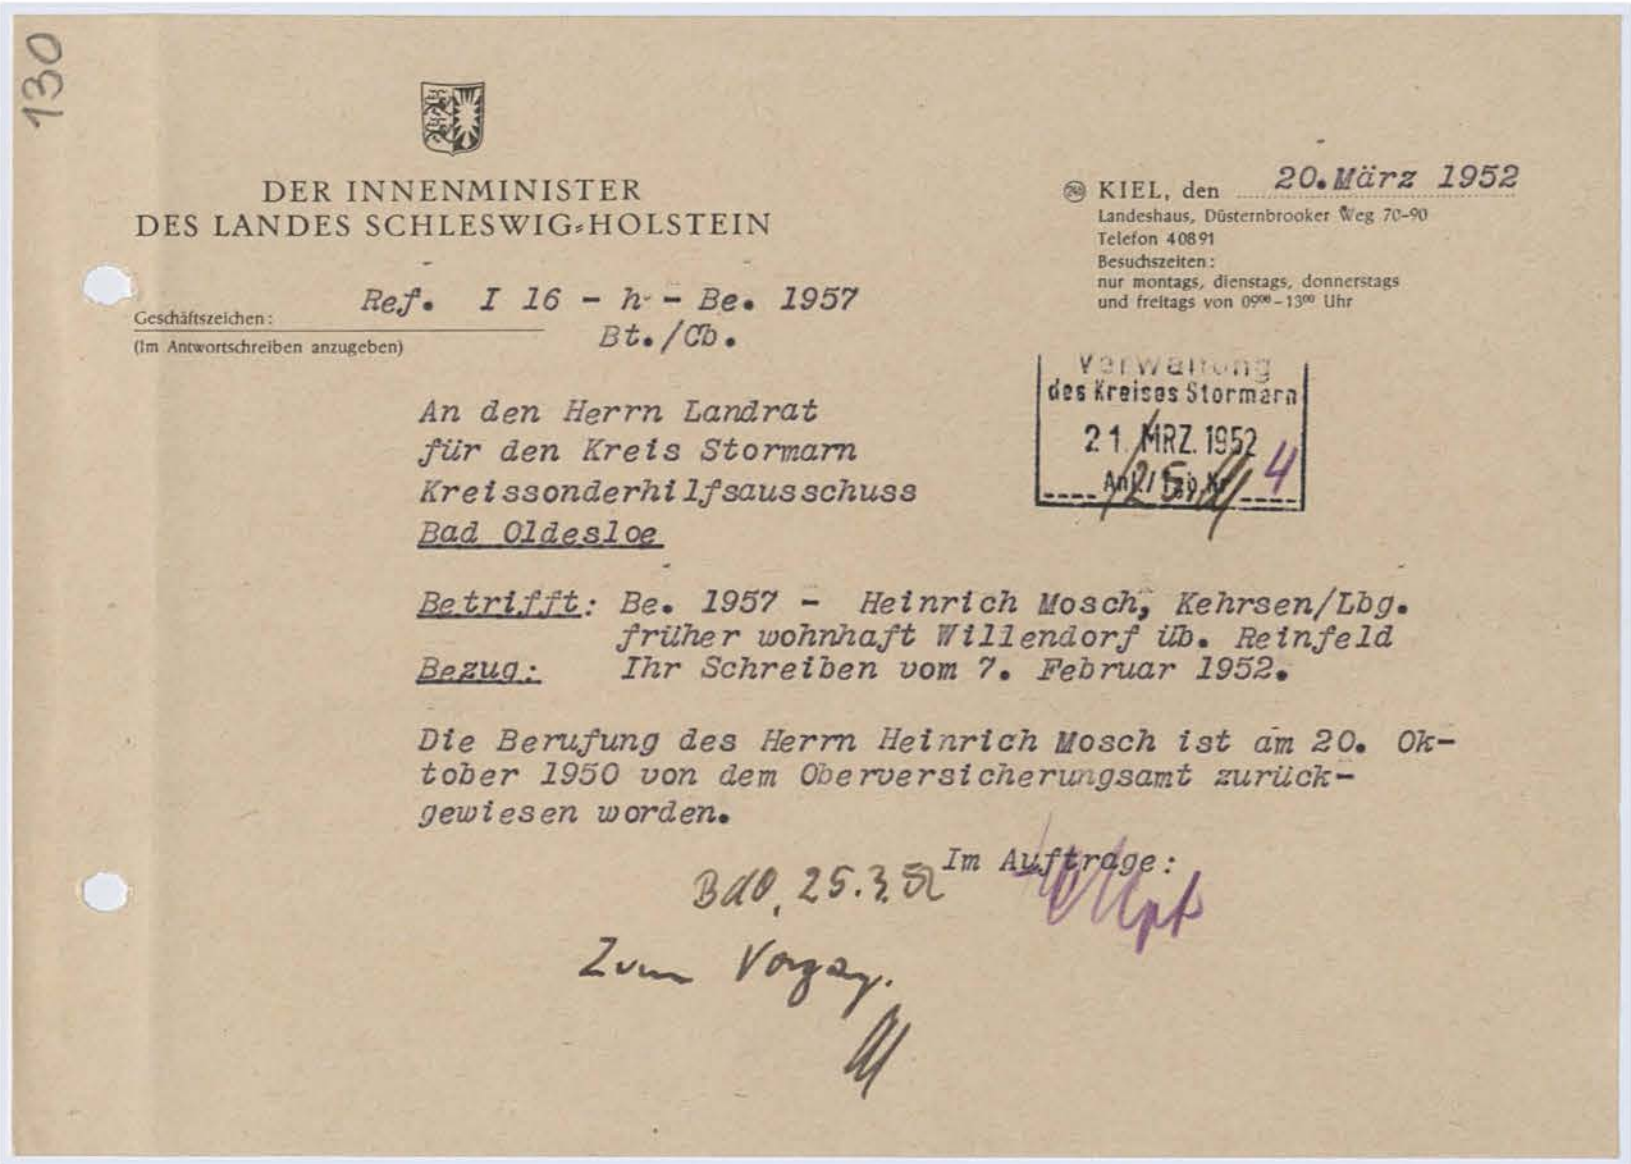 130
DER INNENMINISTER
DES LANDES SCHLESWIG-HOLSTEIN
KIEL, den 20.März 1952
Landeshaus, Düsternbrooker Weg 70-90
Telefon 40891
Besuchszeiten:
nur montags, dienstags, donnerstags
und freitags von 09⁰⁰-13⁰⁰ Uhr
Geschäftszeichen: Ref. I 16 - h - Be. 1957
(Im Antwortschreiben anzugeben) Bt./Cb.
Verwaltung
des Kreises Stormarn
21. MRZ. 1952
4
An den Herrn Landrat
für den Kreis Stormarn
Kreissonderhilfsausschuss
Bad Oldesloe
Betrifft: Be. 1957 - Heinrich Mosch, Kehrsen/Lbg.
früher wohnhaft Willendorf üb. Reinfeld
Bezug: Ihr Schreiben vom 7. Februar 1952.
Die Berufung des Herrn Heinrich Mosch ist am 20. Ok-
tober 1950 von dem Oberversicherungsamt zurück-
gewiesen worden.
Im Auftrage:
BdO, 25.3.52
Zum Vorgang.